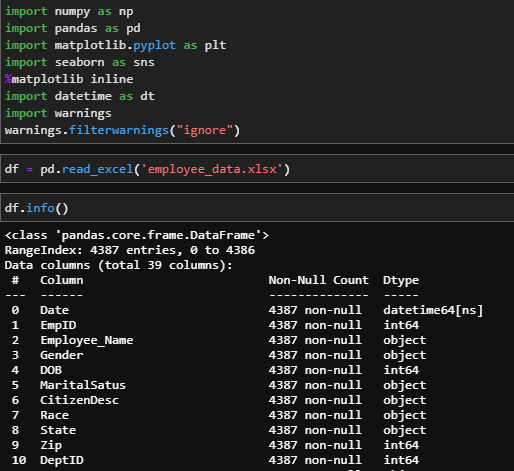 import numpy as np
import pandas as pd
import matplotlib.pyplot as plt
import seaborn as sns
%matplotlib inline
import datetime as dt
import warnings
warnings.filterwarnings("ignore")
df = pd.read_excel('employee_data.xlsx')
df.info()
<class 'pandas.core.frame.DataFrame'>
RangeIndex: 4387 entries, 0 to 4386
Data columns (total 39 columns):
 #   Column                        Non-Null Count  Dtype
---  ------                        --------------  -----
 0   Date                          4387 non-null   datetime64[ns]
 1   EmpID                         4387 non-null   int64
 2   Employee_Name                 4387 non-null   object
 3   Gender                        4387 non-null   object
 4   DOB                           4387 non-null   int64
 5   MaritalSatus                  4387 non-null   object
 6   CitizenDesc                   4387 non-null   object
 7   Race                          4387 non-null   object
 8   State                         4387 non-null   object
 9   Zip                           4387 non-null   int64
 10  DeptID                        4387 non-null   int64